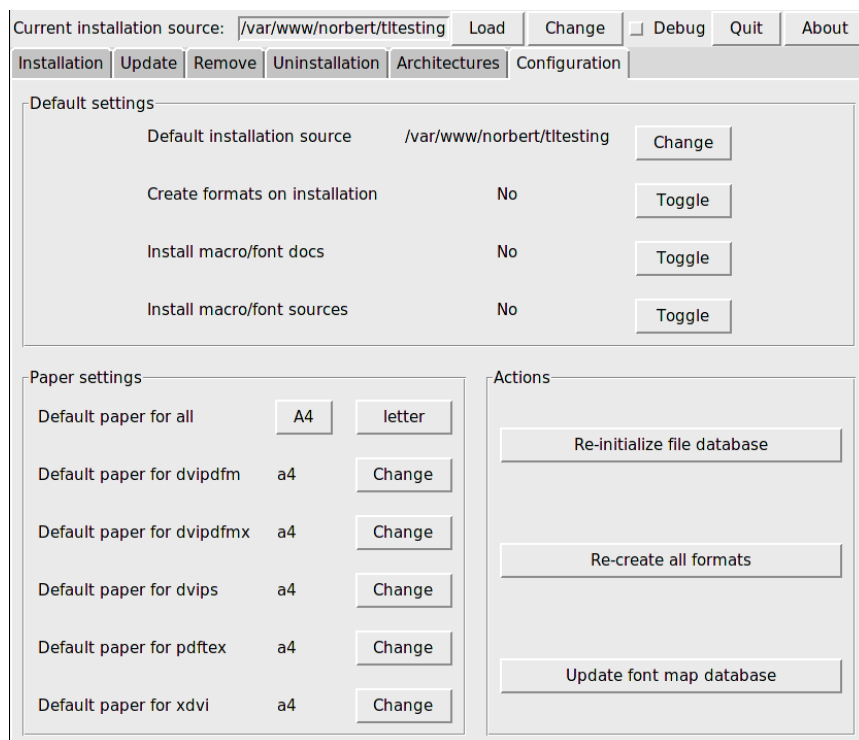 Current installation source: /var/www/norbert/tltesting Load Change Debug Quit About
Installation Update Remove Uninstallation Architectures Configuration
Default settings
Default installation source /var/www/norbert/tltesting Change
Create formats on installation No Toggle
Install macro/font docs No Toggle
Install macro/font sources No Toggle
Paper settings
Default paper for all A4 letter
Default paper for dvipdfm a4 Change
Default paper for dvipdfmx a4 Change
Default paper for dvips a4 Change
Default paper for pdftex a4 Change
Default paper for xdvi a4 Change
Actions
Re-initialize file database
Re-create all formats
Update font map database